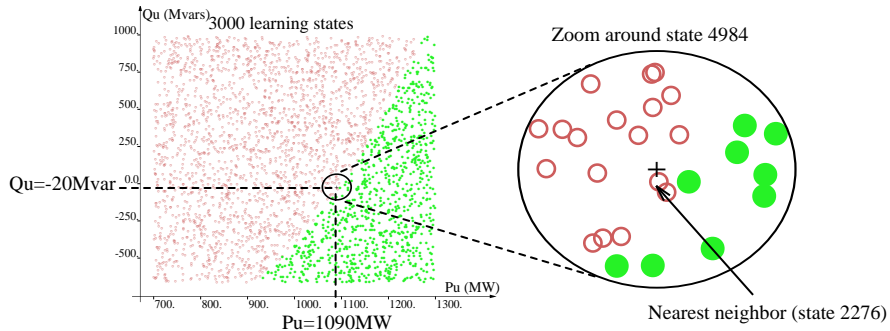 Qu (Mvars)
3000 learning states
Zoom around state 4984
1000.
750.
500.
250
0.0
Qu=-20Mvar
-250.
-500.
Pu (MW)
700.
800.
900.
1000.
1100
1200.
1300.
Pu=1090MW
Nearest neighbor (state 2276)